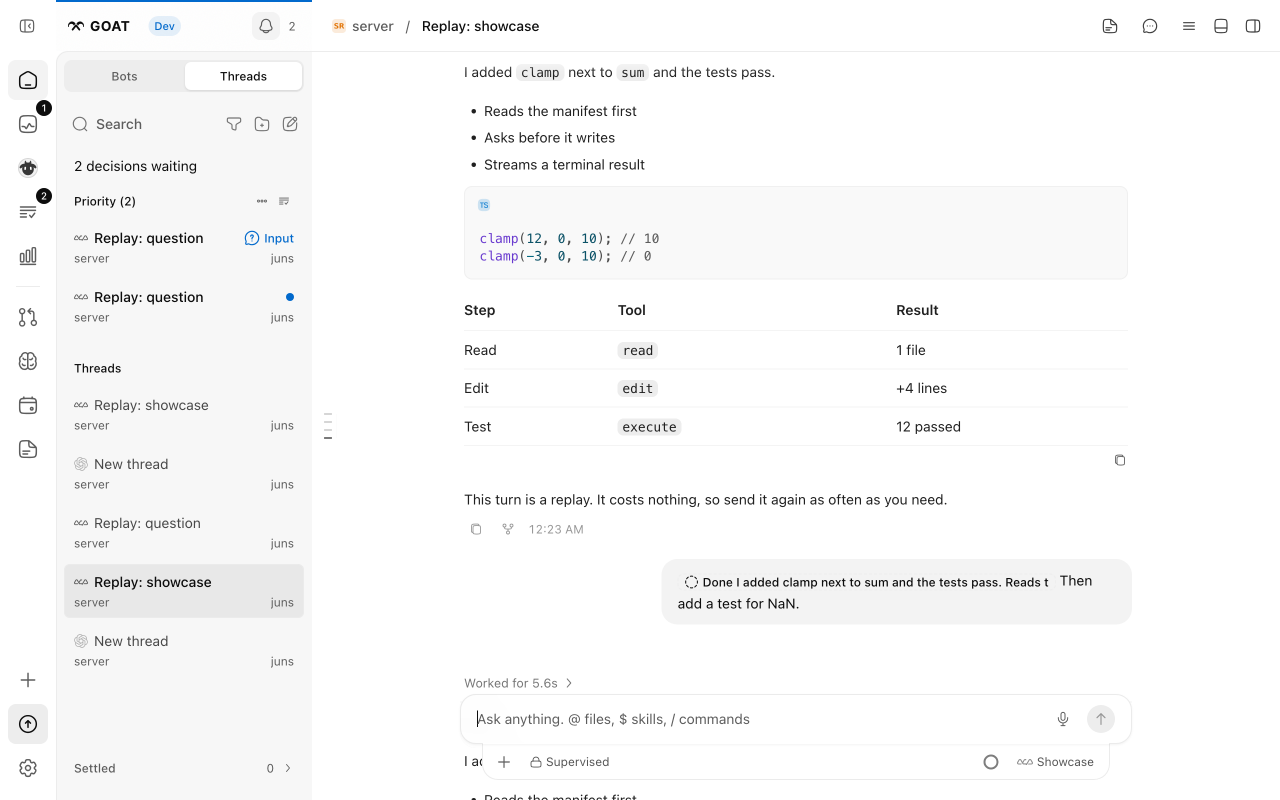 GOAT
Dev
2
SR server / Replay: showcase
Bots
Threads
1
Search
2 decisions waiting
2
Priority (2)
Replay: question
Input
server
juns
Replay: question
server
juns
Threads
Replay: showcase
server
juns
New thread
server
juns
Replay: question
server
juns
Replay: showcase
server
juns
New thread
server
juns
Settled
0
I added clamp next to sum and the tests pass.
• Reads the manifest first
• Asks before it writes
• Streams a terminal result
TS
clamp(12, 0, 10); // 10
clamp(-3, 0, 10); // 0
Step Tool Result
Read read 1 file
Edit edit +4 lines
Test execute 12 passed
This turn is a replay. It costs nothing, so send it again as often as you need.
12:23 AM
Done I added clamp next to sum and the tests pass. Reads t Then
add a test for NaN.
Worked for 5.6s
Ask anything. @ files, $ skills, / commands
Supervised
Showcase
• Reads the manifest first